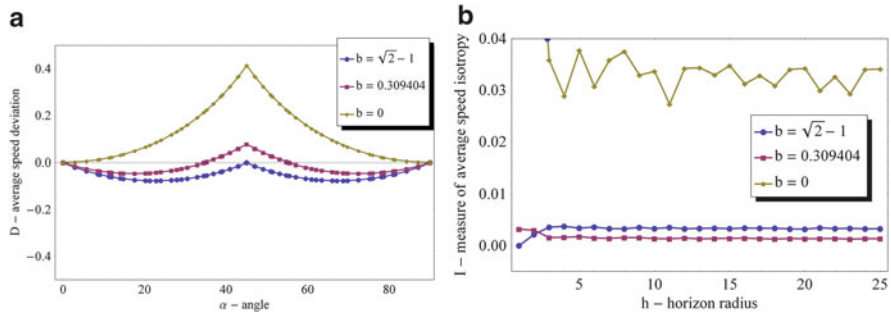 a
D – average speed deviation
0.4
0.2
0.0
−0.2
−0.4
0
20
40
60
80
α – angle
b = √2 − 1
b = 0.309404
b = 0
b
I – measure of average speed isotropy
0.04
0.03
0.02
0.01
0.00
5
10
15
20
25
h – horizon radius
b = √2 − 1
b = 0.309404
b = 0